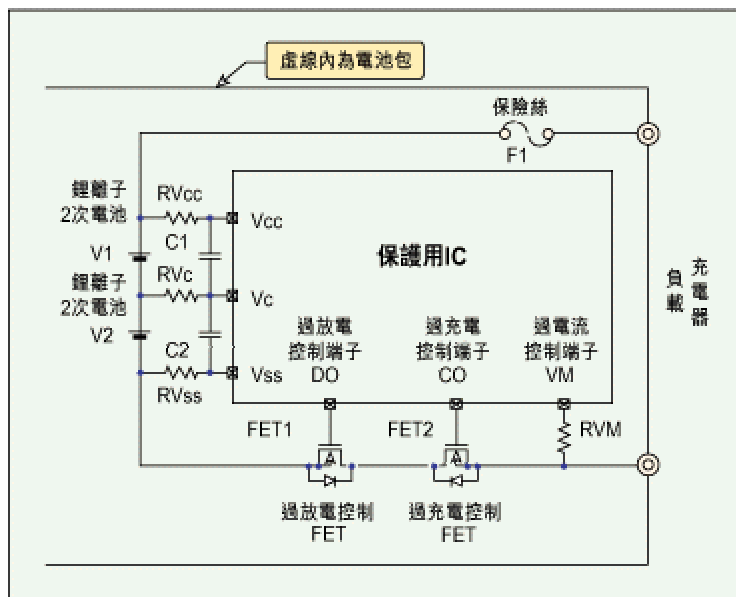 虛線內為電池包
保險絲
F1
鋰離子
2次電池
RVcc
Vcc
C1
V1
保護用IC
鋰離子
2次電池
RVc
Vc
V2
C2
Vss
RVss
過放電
控制端子
DO
過充電
控制端子
CO
過電流
控制端子
VM
充電器
負載
FET1
FET2
RVM
過放電控制
FET
過充電控制
FET